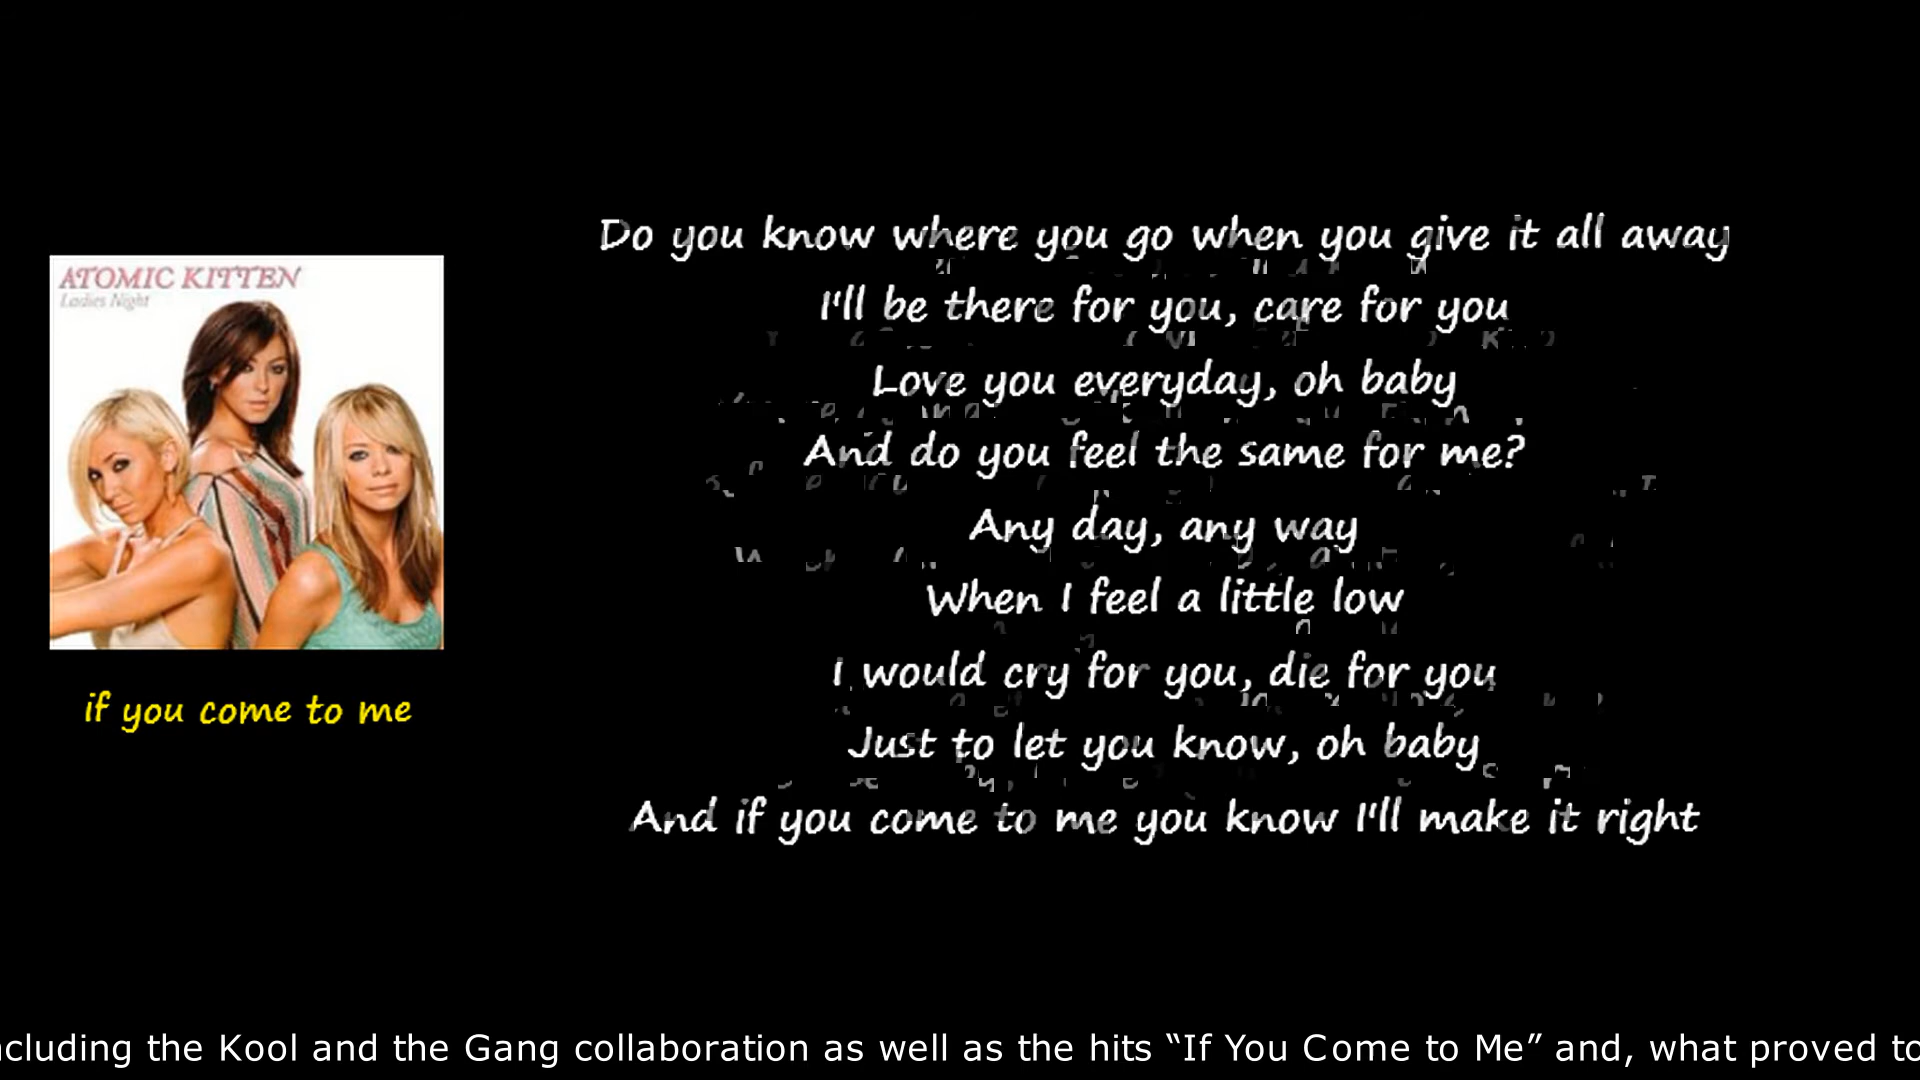 ATOMIC KITTEN
Ladies Night
if you come to me
Do you know where you go when you give it all away
I'll be there for you, care for you
Love you everyday, oh baby
And do you feel the same for me?
Any day, any way
When I feel a little low
I would cry for you, die for you
Just to let you know, oh baby
And if you come to me you know I'll make it right
ncluding the Kool and the Gang collaboration as well as the hits “If You Come to Me” and, what proved to